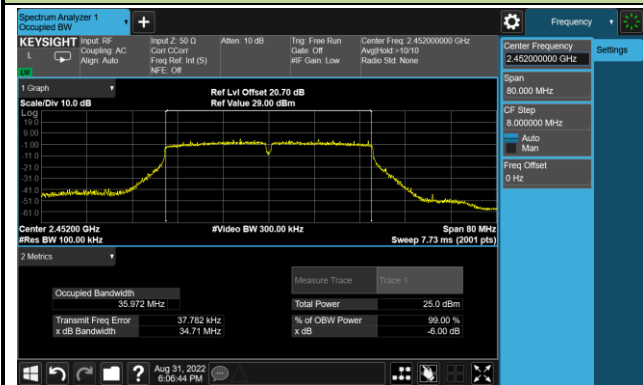 Spectrum Analyzer 1
Occupied BW
+
Frequency
KEYSIGHT
L
Input: RF
Coupling: AC
Align: Auto
Input Z: 50 Ω
Corr CCorr
Freq Ref: Int (S)
NFE: Off
Atten: 10 dB
Trig: Free Run
Gate: Off
#IF Gain: Low
Center Freq: 2.452000000 GHz
Avg|Hold:>10/10
Radio Std: None
Center Frequency
2.452000000 GHz
Settings
Span
80.000 MHz
CF Step
8.000000 MHz
Auto
Man
Freq Offset
0 Hz
1 Graph
Scale/Div 10.0 dB
Ref Lvl Offset 20.70 dB
Ref Value 29.00 dBm
Log
19.0
9.00
-1.00
-11.0
-21.0
-31.0
-41.0
-51.0
-61.0
Center 2.45200 GHz
#Video BW 300.00 kHz
Span 80 MHz
#Res BW 100.00 kHz
Sweep 7.73 ms (2001 pts)
2 Metrics
Measure Trace
Trace 1
Occupied Bandwidth
35.972 MHz
Total Power
25.0 dBm
Transmit Freq Error
37.782 kHz
% of OBW Power
99.00 %
x dB Bandwidth
34.71 MHz
x dB
-6.00 dB
?
Aug 31, 2022
6:06:44 PM